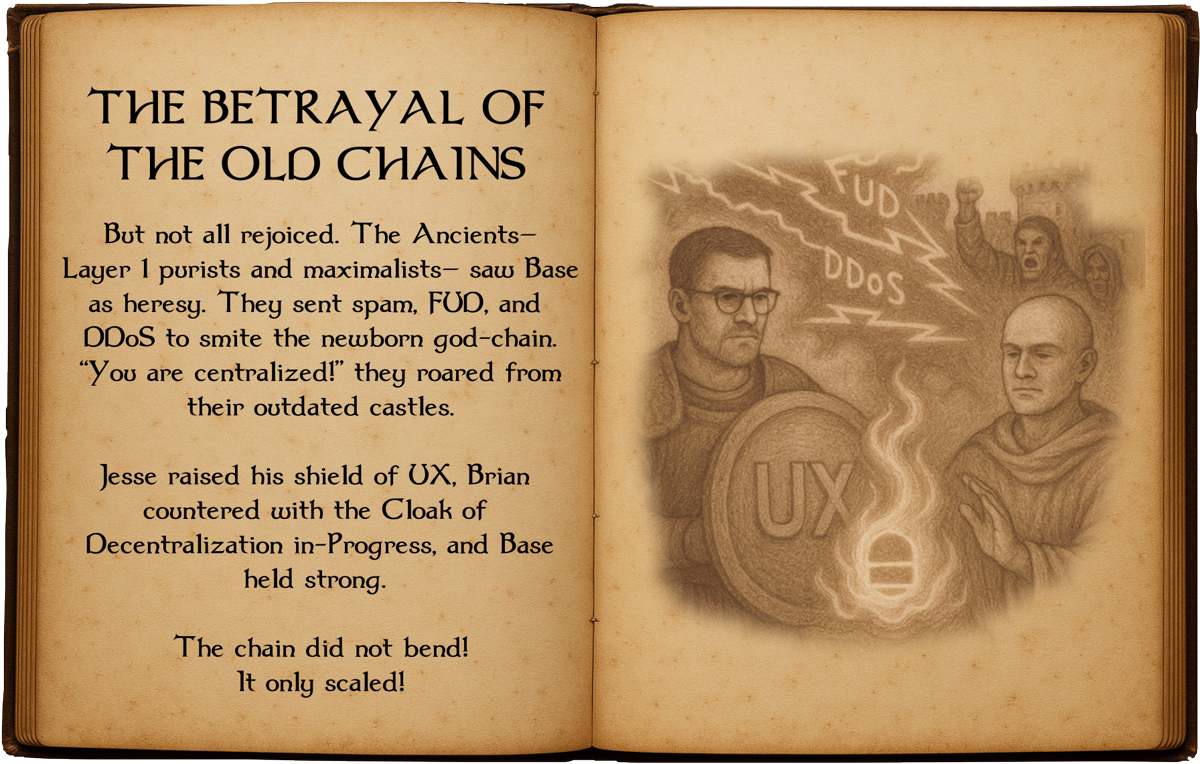 THE BETRAYAL OF
THE OLD CHAINS
But not all rejoiced. The Ancients—
Layer 1 purists and maximalists— saw Base
as heresy. They sent spam, FUD, and
DDoS to smite the newborn god-chain.
“You are centralized!” they roared from
their outdated castles.
Jesse raised his shield of UX, Brian
countered with the Cloak of
Decentralization in-Progress, and Base
held strong.
The chain did not bend!
It only scaled!
FUD
DDoS
UX